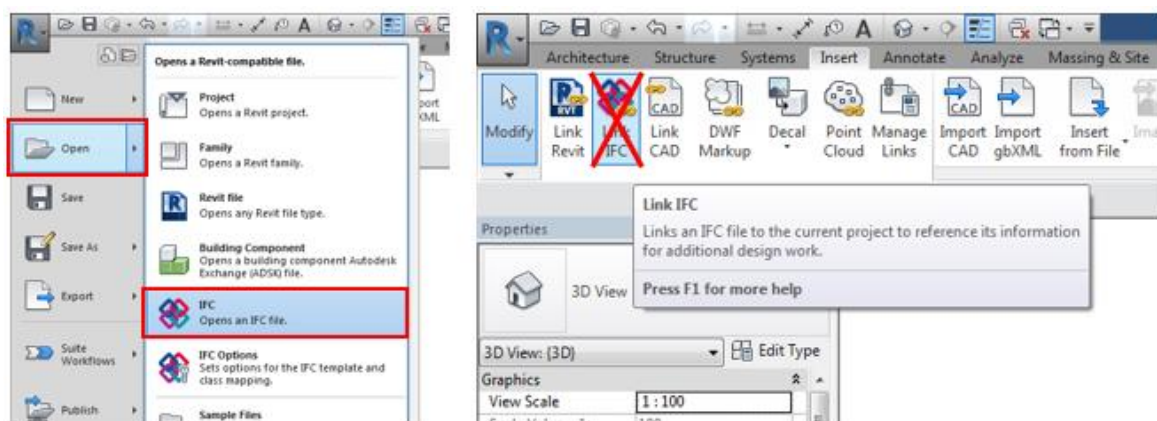 Opens a Revit-compatible file.
New
Project
Opens a Revit project.
Open
Family
Opens a Revit family.
Save
Revit file
Opens any Revit file type.
Save As
Building Component
Opens a building component Autodesk
Exchange (ADSK) file.
Export
IFC
Opens an IFC file.
Suite
Workflows
IFC Options
Sets options for the IFC template and
class mapping.
Publish
Sample Files
port
XML
Architecture Structure Systems Insert Annotate Analyze Massing & Site
Modify
Link
Revit
Link
IFC
Link
CAD
DWF
Markup
Decal
Point
Cloud
Manage
Links
Import
CAD
Import
gbXML
Insert
from File
Link IFC
Links an IFC file to the current project to reference its information
for additional design work.
Press F1 for more help
Properties
3D View
3D View: {3D}
Edit Type
Graphics
View Scale
1 : 100